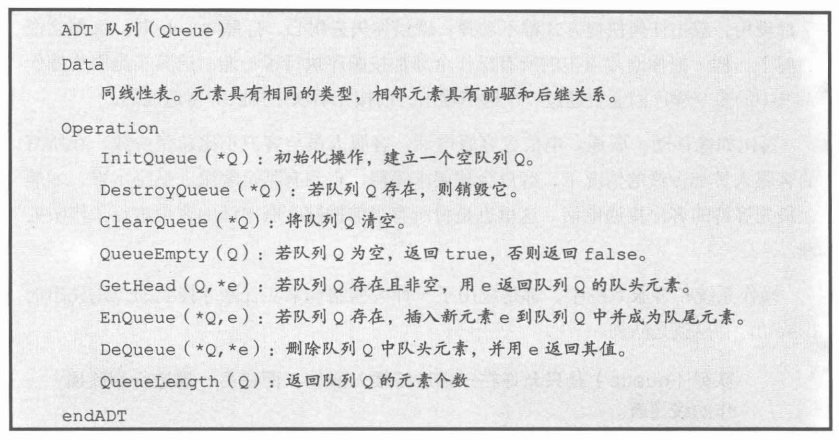 ADT 队列(Queue)
Data
同线性表。元素具有相同的类型，相邻元素具有前驱和后继关系。
Operation
InitQueue(*Q)：初始化操作，建立一个空队列 Q。
DestroyQueue(*Q)：若队列 Q 存在，则销毁它。
ClearQueue(*Q)：将队列 Q 清空。
QueueEmpty(Q)：若队列 Q 为空，返回 true，否则返回 false。
GetHead(Q,*e)：若队列 Q 存在且非空，用 e 返回队列 Q 的队头元素。
EnQueue(*Q,e)：若队列 Q 存在，插入新元素 e 到队列 Q 中并成为队尾元素。
DeQueue(*Q,*e)：删除队列 Q 中队头元素，并用 e 返回其值。
QueueLength(Q)：返回队列 Q 的元素个数
endADT